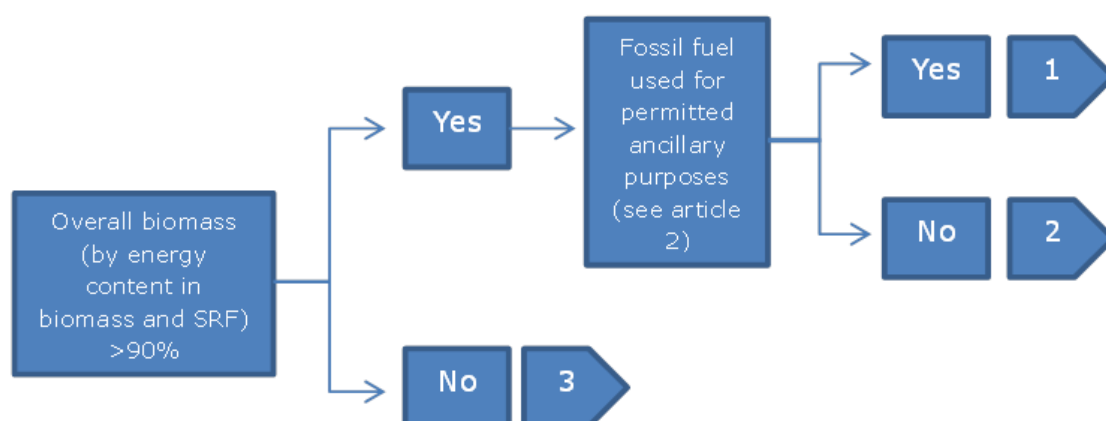 Overall biomass
(by energy
content in
biomass and SRF)
>90%
Yes
Fossil fuel
used for
permitted
ancillary
purposes
(see article
2)
Yes
1
No
2
No
3